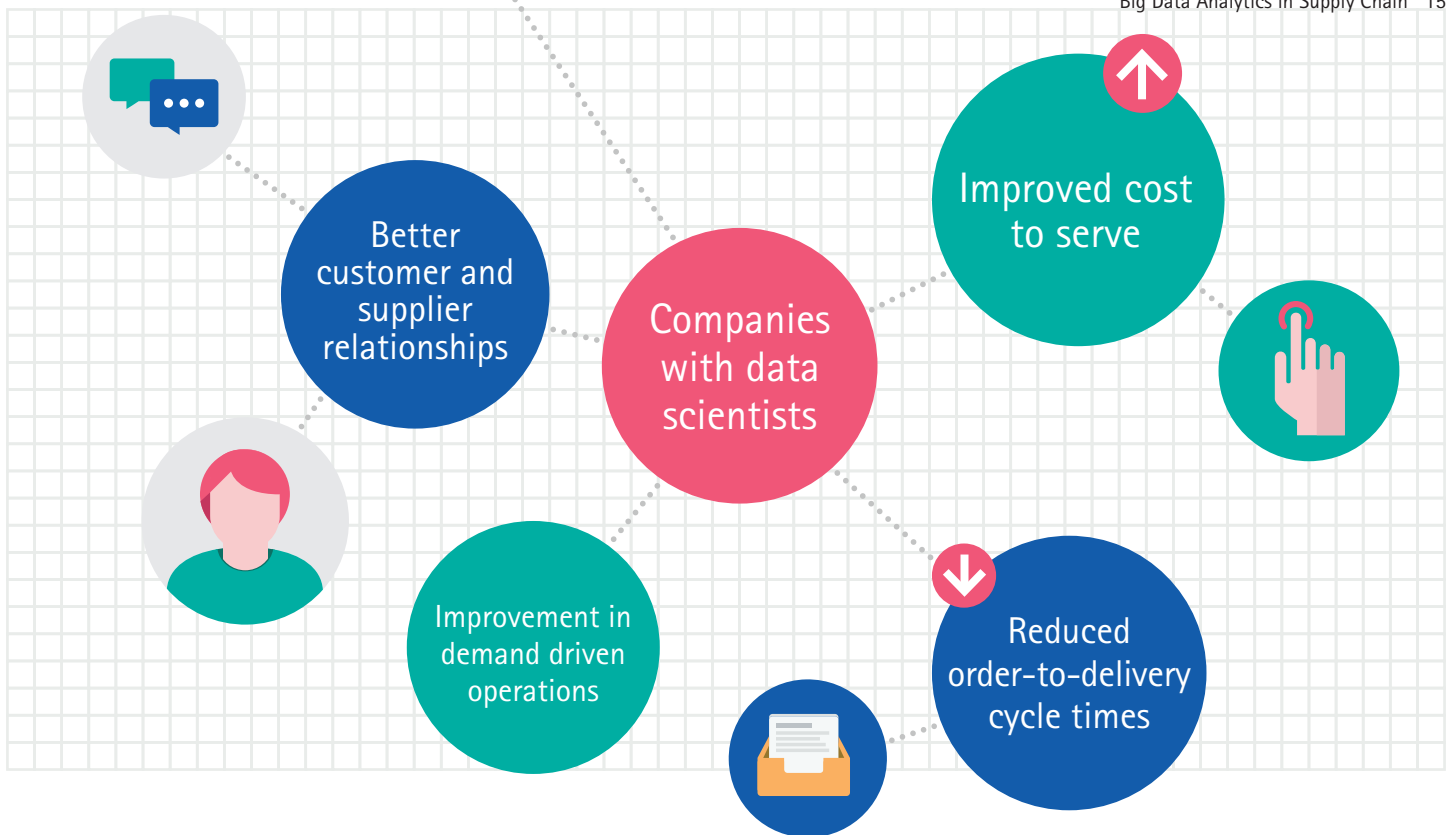 Big Data Analytics in Supply Chain 15
Better
customer and
supplier
relationships
Companies
with data
scientists
Improved cost
to serve
Improvement in
demand driven
operations
Reduced
order-to-delivery
cycle times